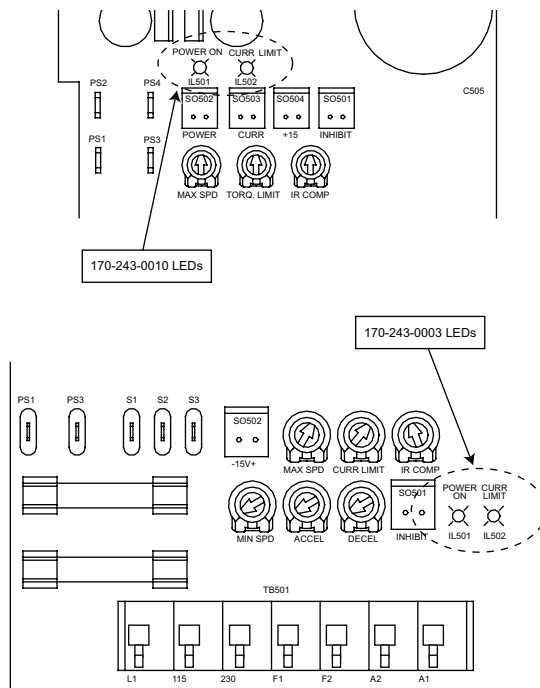 POWER ON CURR LIMIT
IL501 IL502
PS2 PS4 C505
SO502 SO503 SO504 SO501
POWER CURR +15 INHIBIT
PS1 PS3
MAX SPD TORQ. LIMIT IR COMP
170-243-0010 LEDs
170-243-0003 LEDs
PS1 PS3 S1 S2 S3
SO502
-15V+
MAX SPD CURR LIMIT IR COMP
SO501
POWER ON CURR LIMIT
MIN SPD ACCEL DECEL INHIBIT IL501 IL502
TB501
L1 115 230 F1 F2 A2 A1